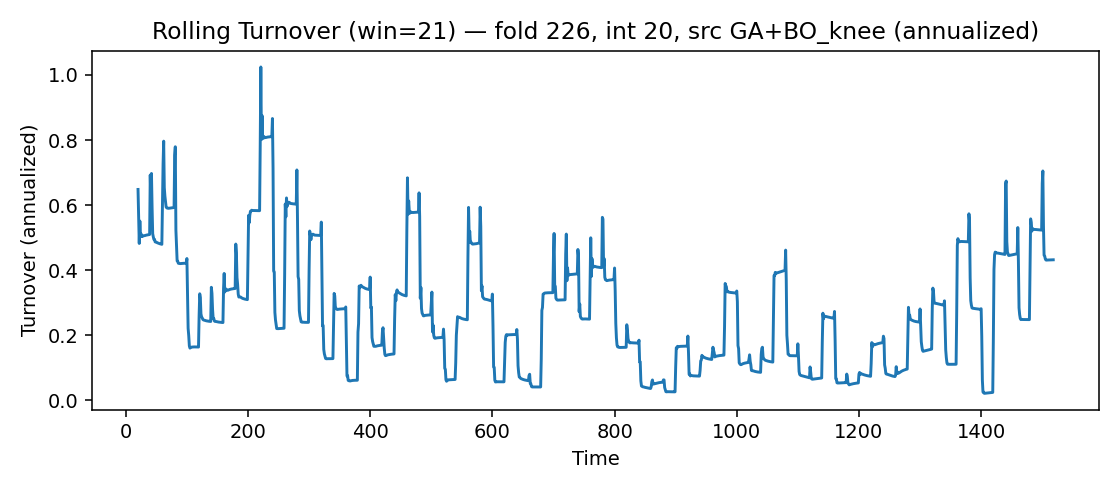 Rolling Turnover (win=21) — fold 226, int 20, src GA+BO_knee (annualized)
Turnover (annualized)
1.0
0.8
0.6
0.4
0.2
0.0
0 200 400 600 800 1000 1200 1400
Time